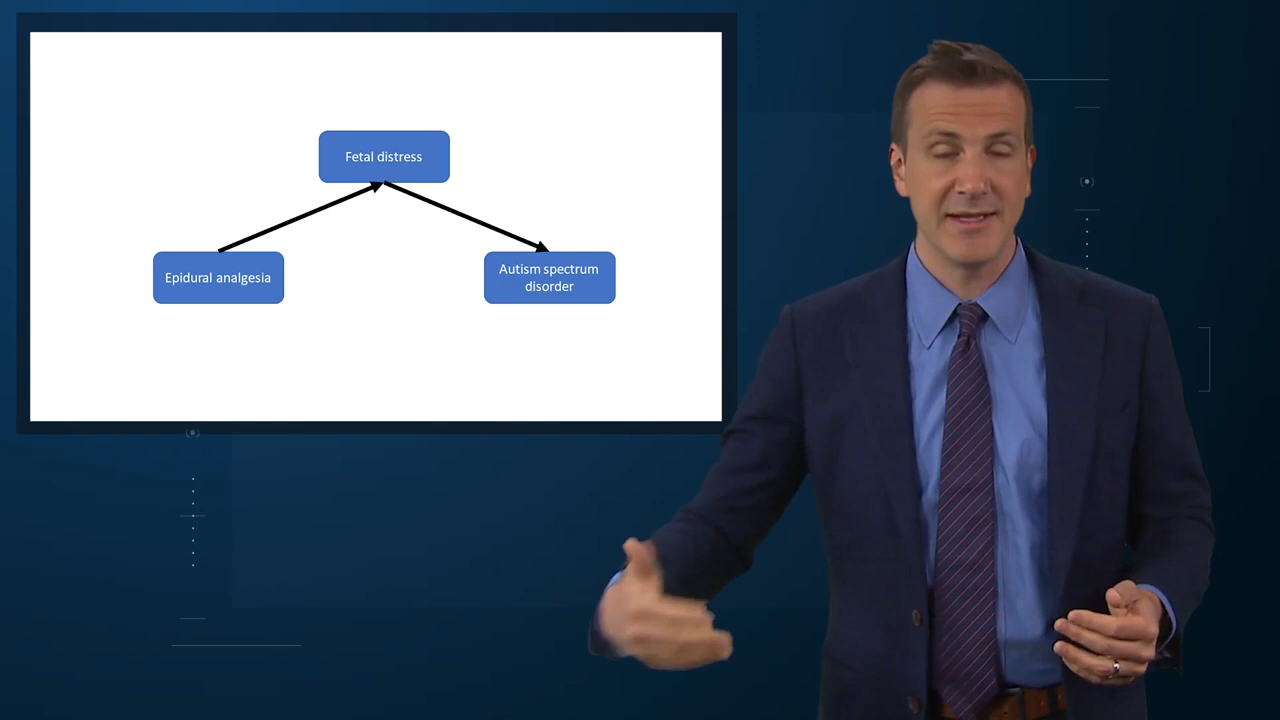 Fetal distress
Epidural analgesia
Autism spectrum
disorder